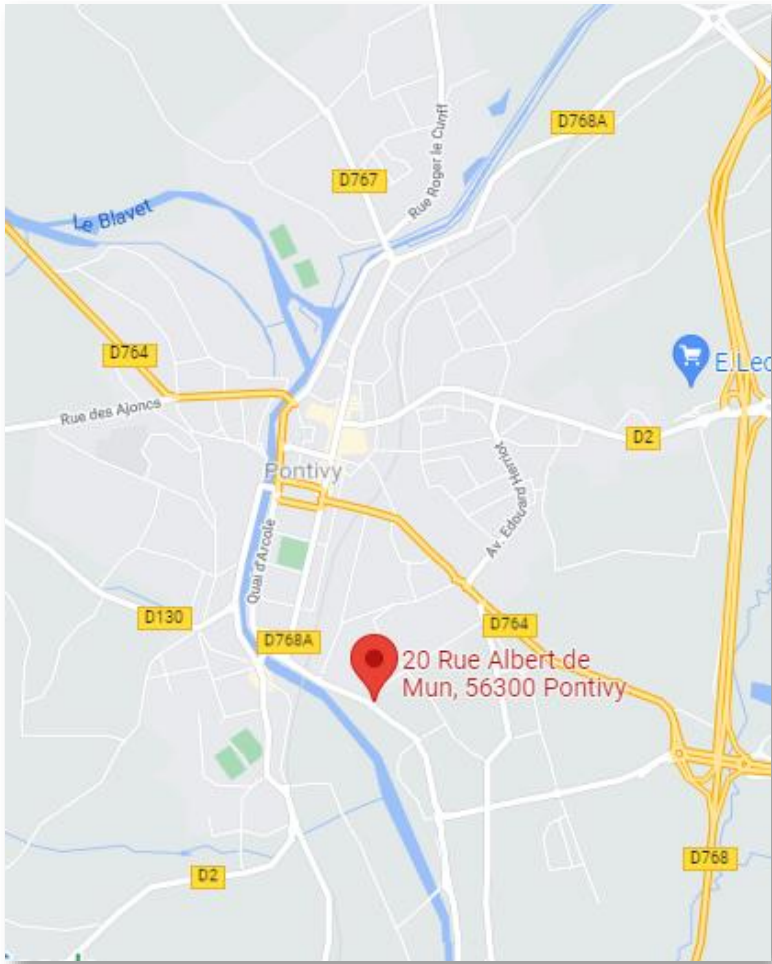 D768A
Rue Roger le Cunff
D767
Le Blavet
D764
E.Lec
Rue des Ajoncs
D2
Pontivy
Av. Edouard Herriot
Quai d'Arcole
D130
D764
D768A
20 Rue Albert de
Mun, 56300 Pontivy
D768
D2